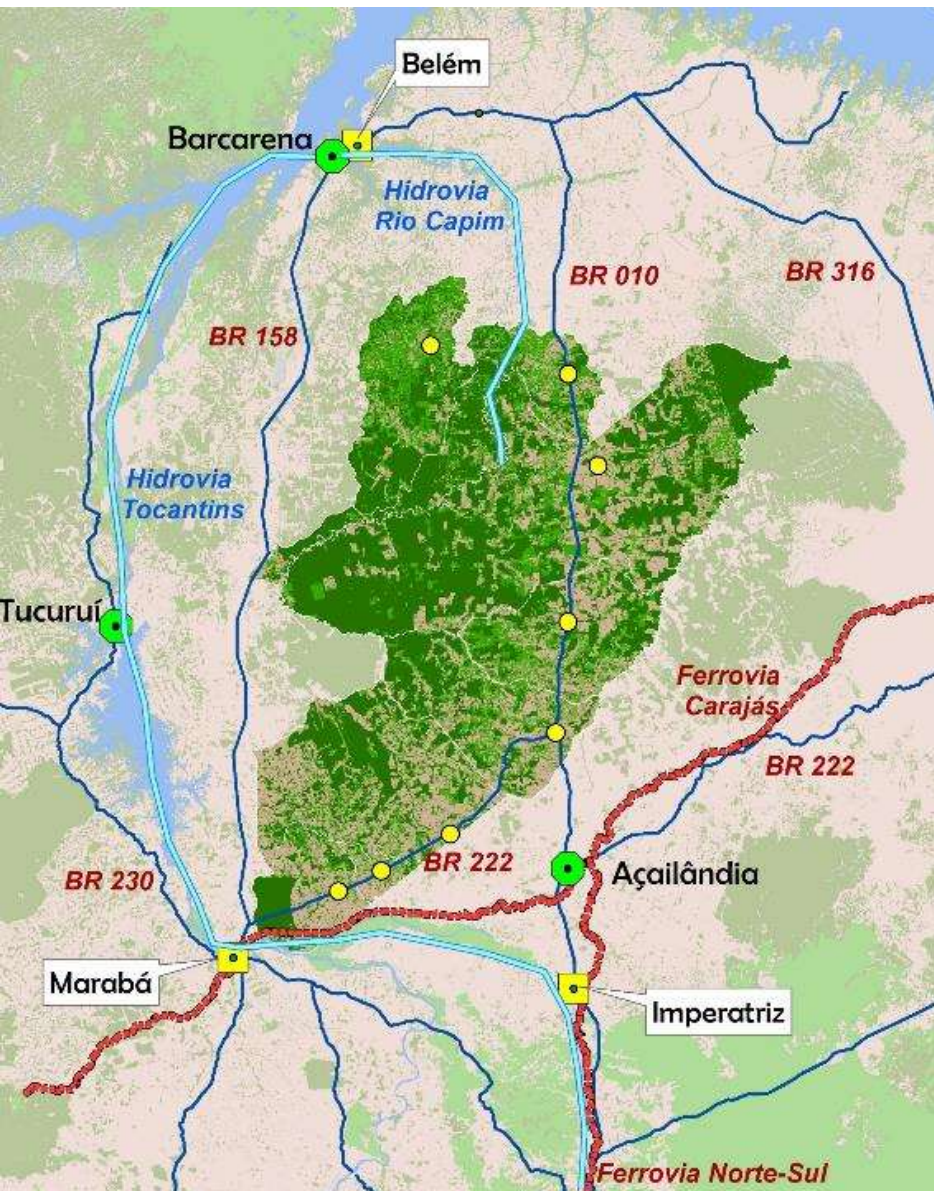 Belém
Barcarena
Hidrovia
Rio Capim
BR 010
BR 316
BR 158
Hidrovia
Tocantins
Tucuruí
Ferrovia
Carajás
BR 222
BR 222
Açailândia
BR 230
Marabá
Imperatriz
Ferrovia Norte-Sul